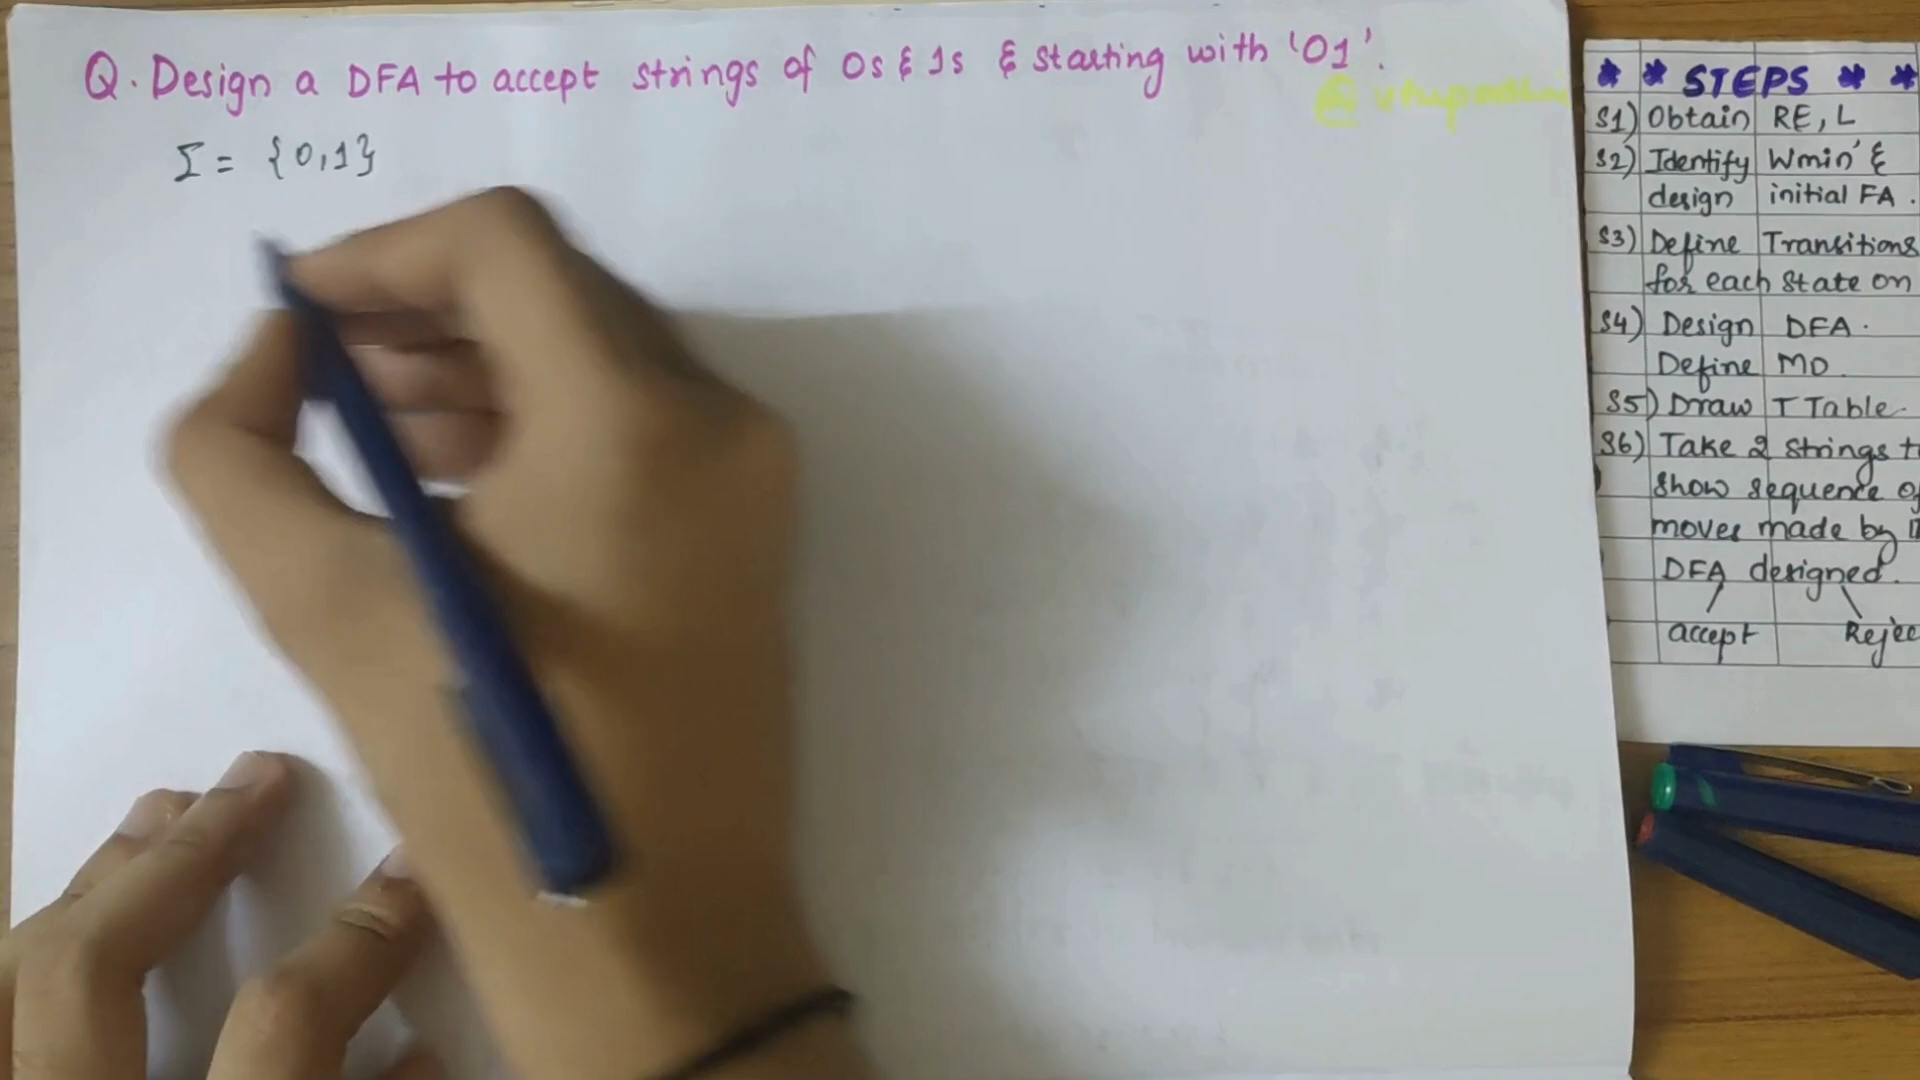 Q. Design a DFA to accept strings of 0s & 1s & starting with '01'.
Σ = {0,1}
* * STEPS * *
S1) Obtain RE, L
S2) Identify Wmin' &
design initial FA.
S3) Define Transitions
for each state on
S4) Design DFA.
Define MD
S5) Draw T Table.
S6) Take 2 strings
show sequence
moves made by
DFA designed.
accept